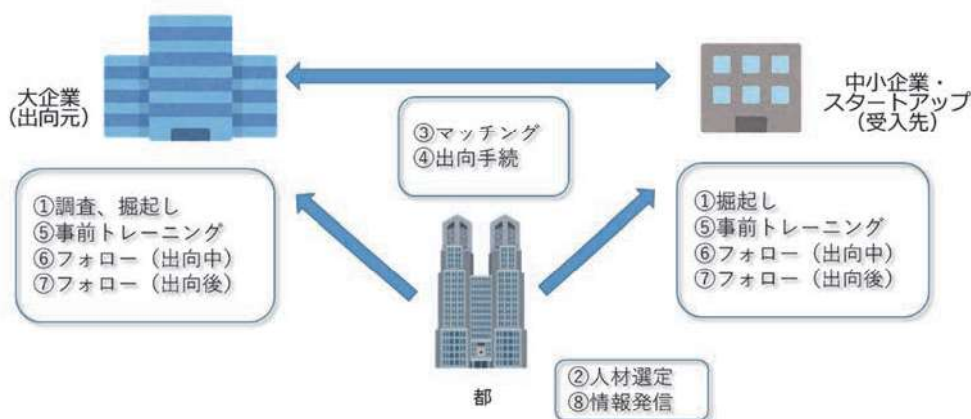 大企業
（出向元）
中小企業・
スタートアップ
（受入先）
③マッチング
④出向手続
①調査、掘起し
⑤事前トレーニング
⑥フォロー（出向中）
⑦フォロー（出向後）
①掘起し
⑤事前トレーニング
⑥フォロー（出向中）
⑦フォロー（出向後）
都
②人材選定
⑧情報発信